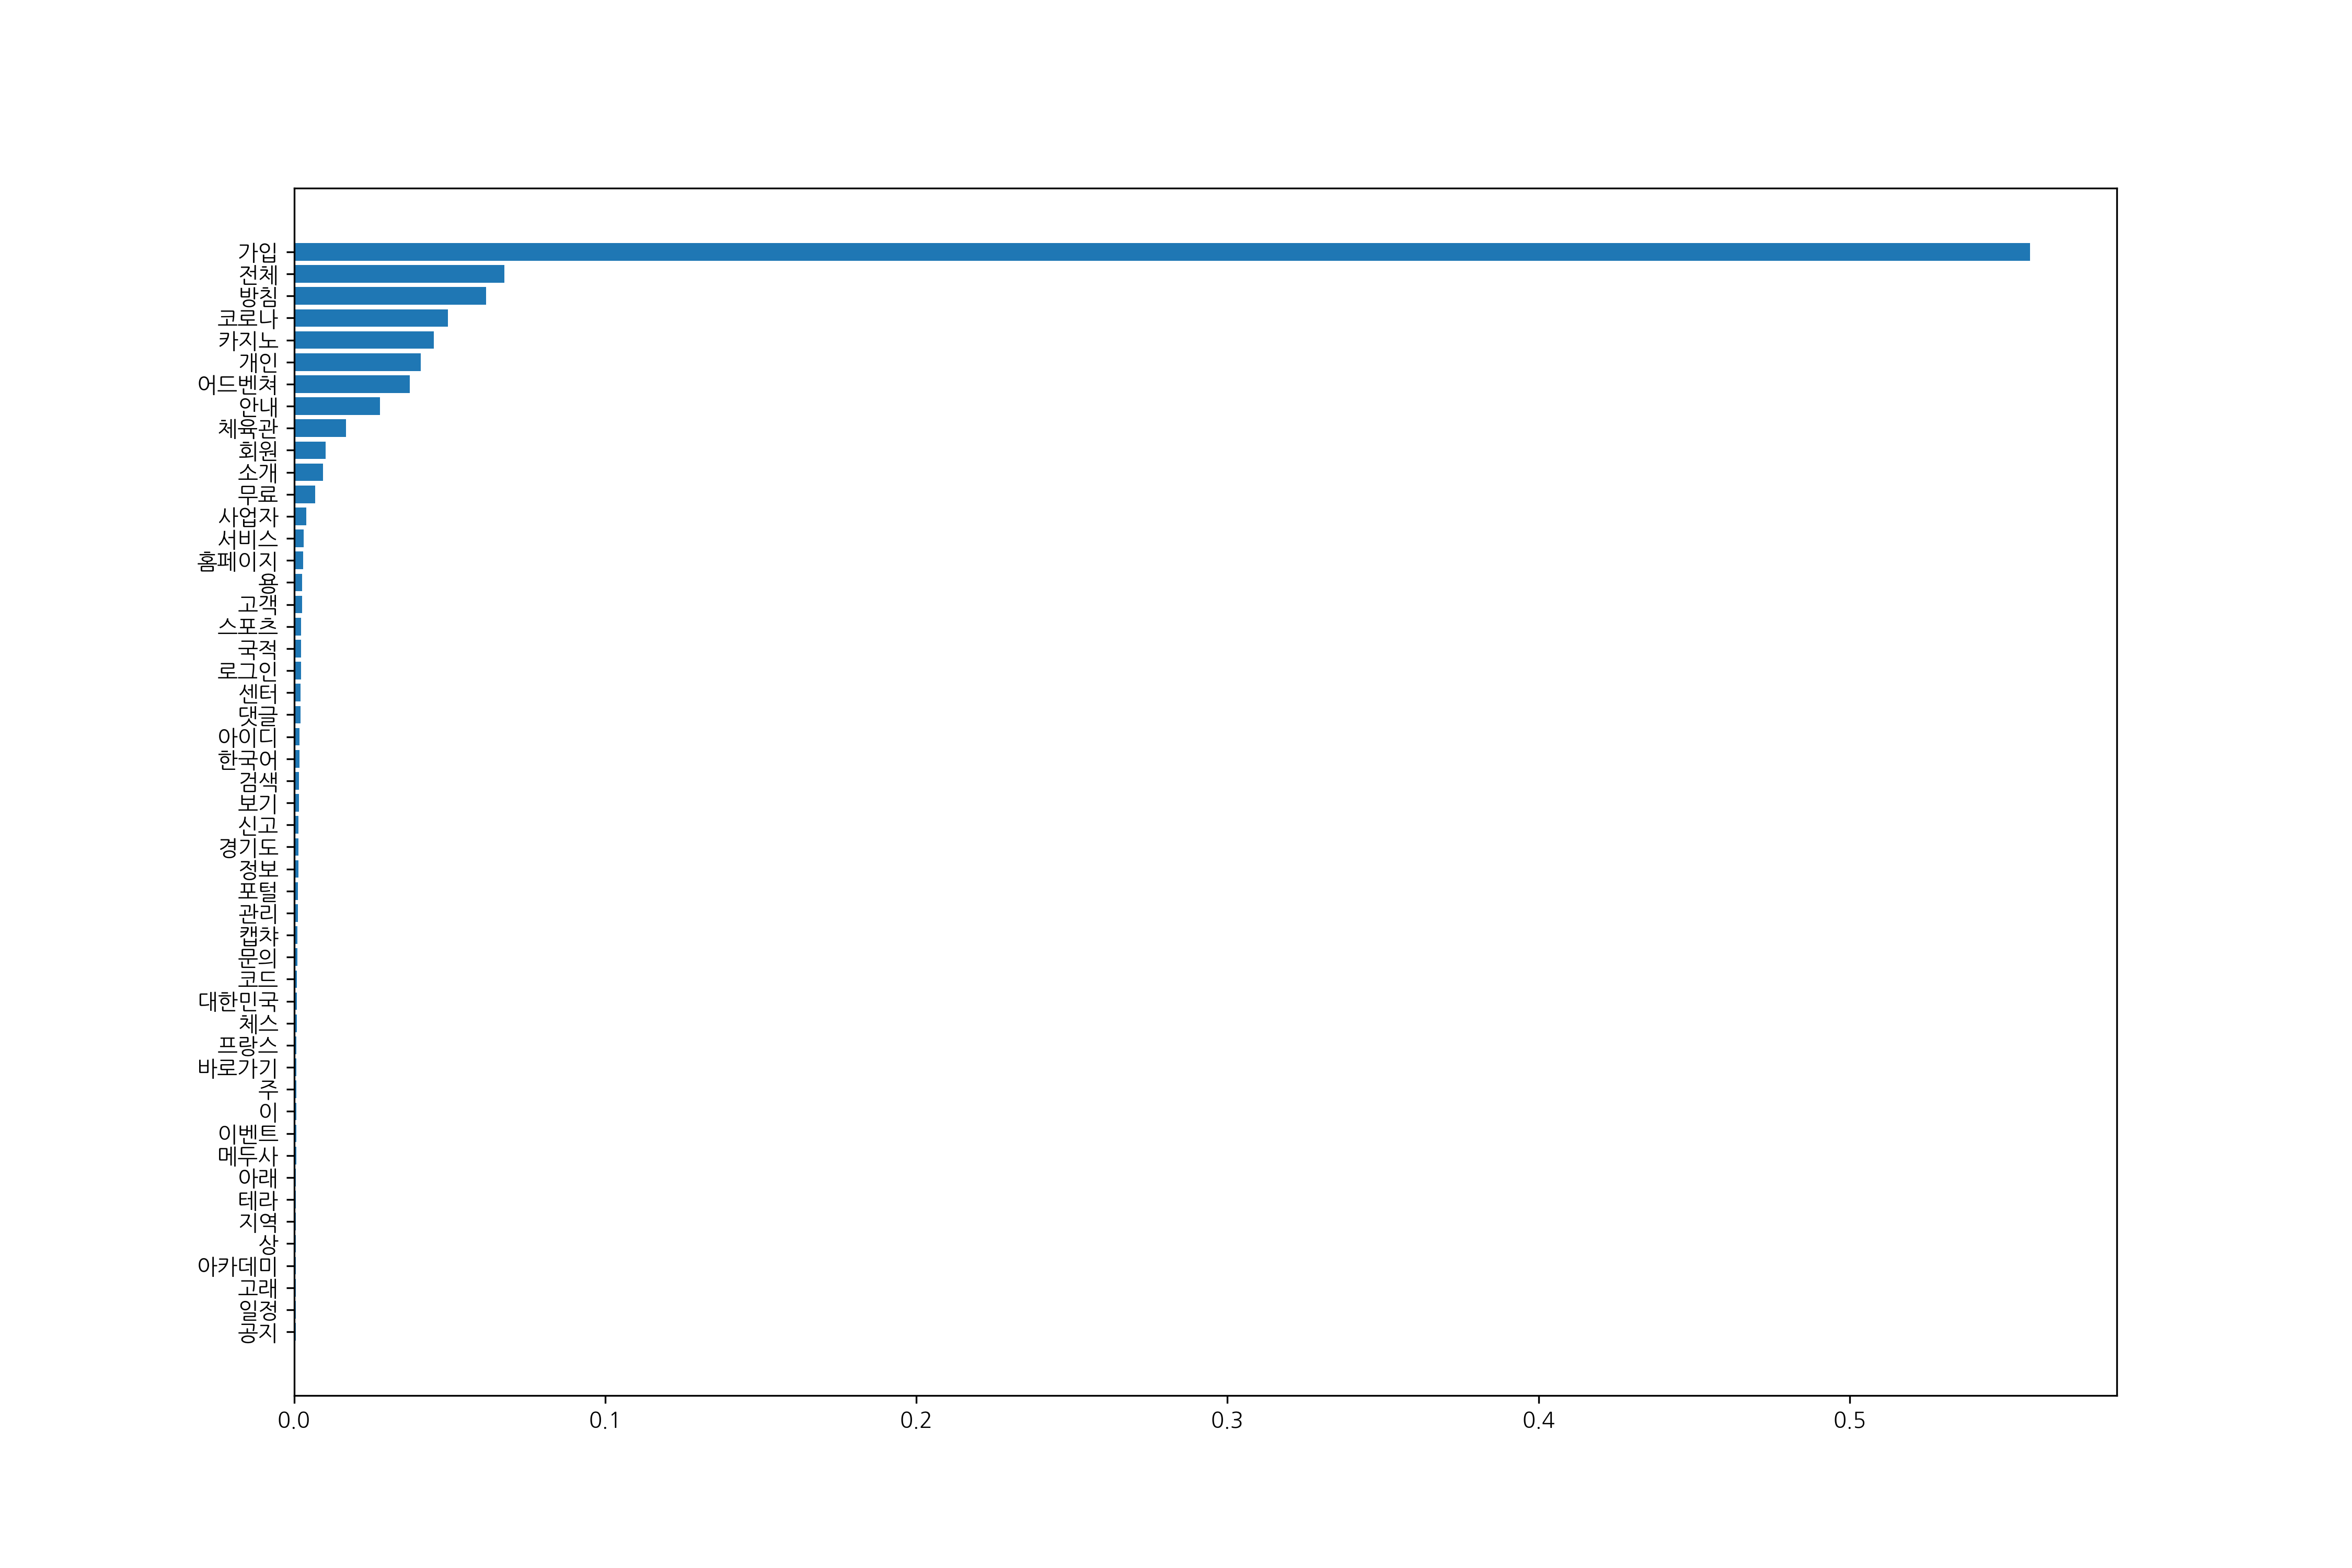 가입
전체
방침
코로나
카지노
개인
어드벤쳐
안내
체육관
회원
소개
무료
사업자
서비스
홈페이지
용
고객
스포츠
국적
로그인
센터
댓글
아이디
한국어
검색
보기
신고
경기도
정보
포털
관리
캡챠
문의
코드
대한민국
체스
프랑스
바로가기
주
이
이벤트
메두사
아래
테라
지역
상
아카데미
고래
일정
공지
0.0 0.1 0.2 0.3 0.4 0.5